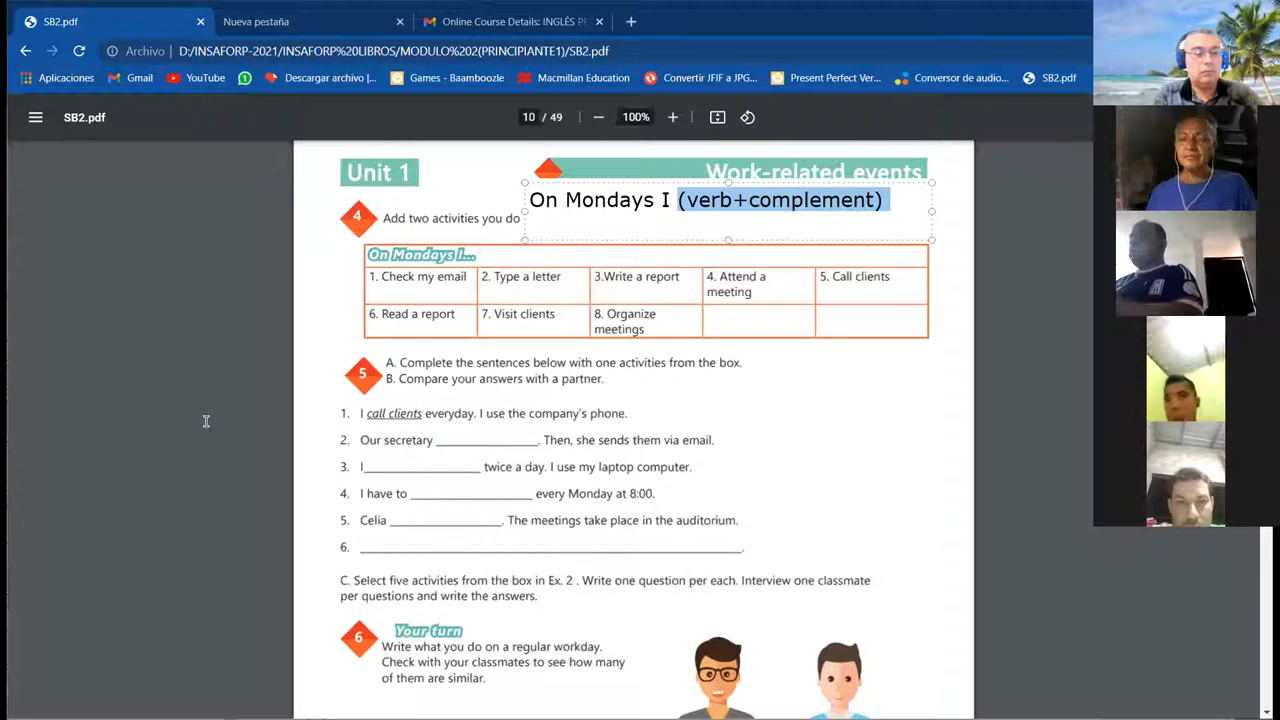 SB2.pdf
Nueva pestaña
Online Course Details: INGLÉS PF
Archivo
D:/INSAFORP-2021/INSAFORP%20LIBROS/MODULO%202(PRINCIPIANTE1)/SB2.pdf
Aplicaciones
Gmail
YouTube
Descargar archivo |...
Games - Baamboozle
Macmillan Education
Convertir JFIF a JPG...
Present Perfect Ver...
Conversor de audio...
SB2.pdf
SB2.pdf
10 / 49
100%
Unit 1
Work-related events
On Mondays I (verb+complement)
4
Add two activities you do
On Mondays I...
1. Check my email
2. Type a letter
3.Write a report
4. Attend a meeting
5. Call clients
6. Read a report
7. Visit clients
8. Organize meetings
5
A. Complete the sentences below with one activities from the box.
B. Compare your answers with a partner.
1. I call clients everyday. I use the company's phone.
2. Our secretary ________________. Then, she sends them via email.
3. I__________________ twice a day. I use my laptop computer.
4. I have to ___________________ every Monday at 8:00.
5. Celia _________________. The meetings take place in the auditorium.
6. ___________________________________________________________.
C. Select five activities from the box in Ex. 2 . Write one question per each. Interview one classmate
per questions and write the answers.
6
Your turn
Write what you do on a regular workday.
Check with your classmates to see how many
of them are similar.